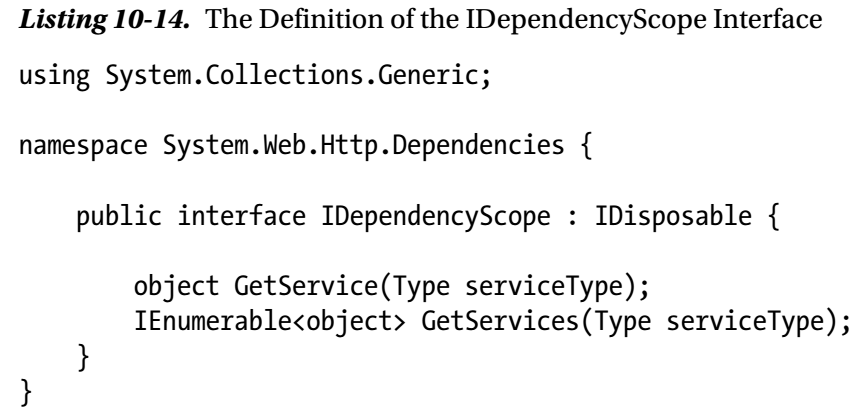 Listing 10-14. The Definition of the IDependencyScope Interface
using System.Collections.Generic;
namespace System.Web.Http.Dependencies {
    public interface IDependencyScope : IDisposable {
        object GetService(Type serviceType);
        IEnumerable<object> GetServices(Type serviceType);
    }
}